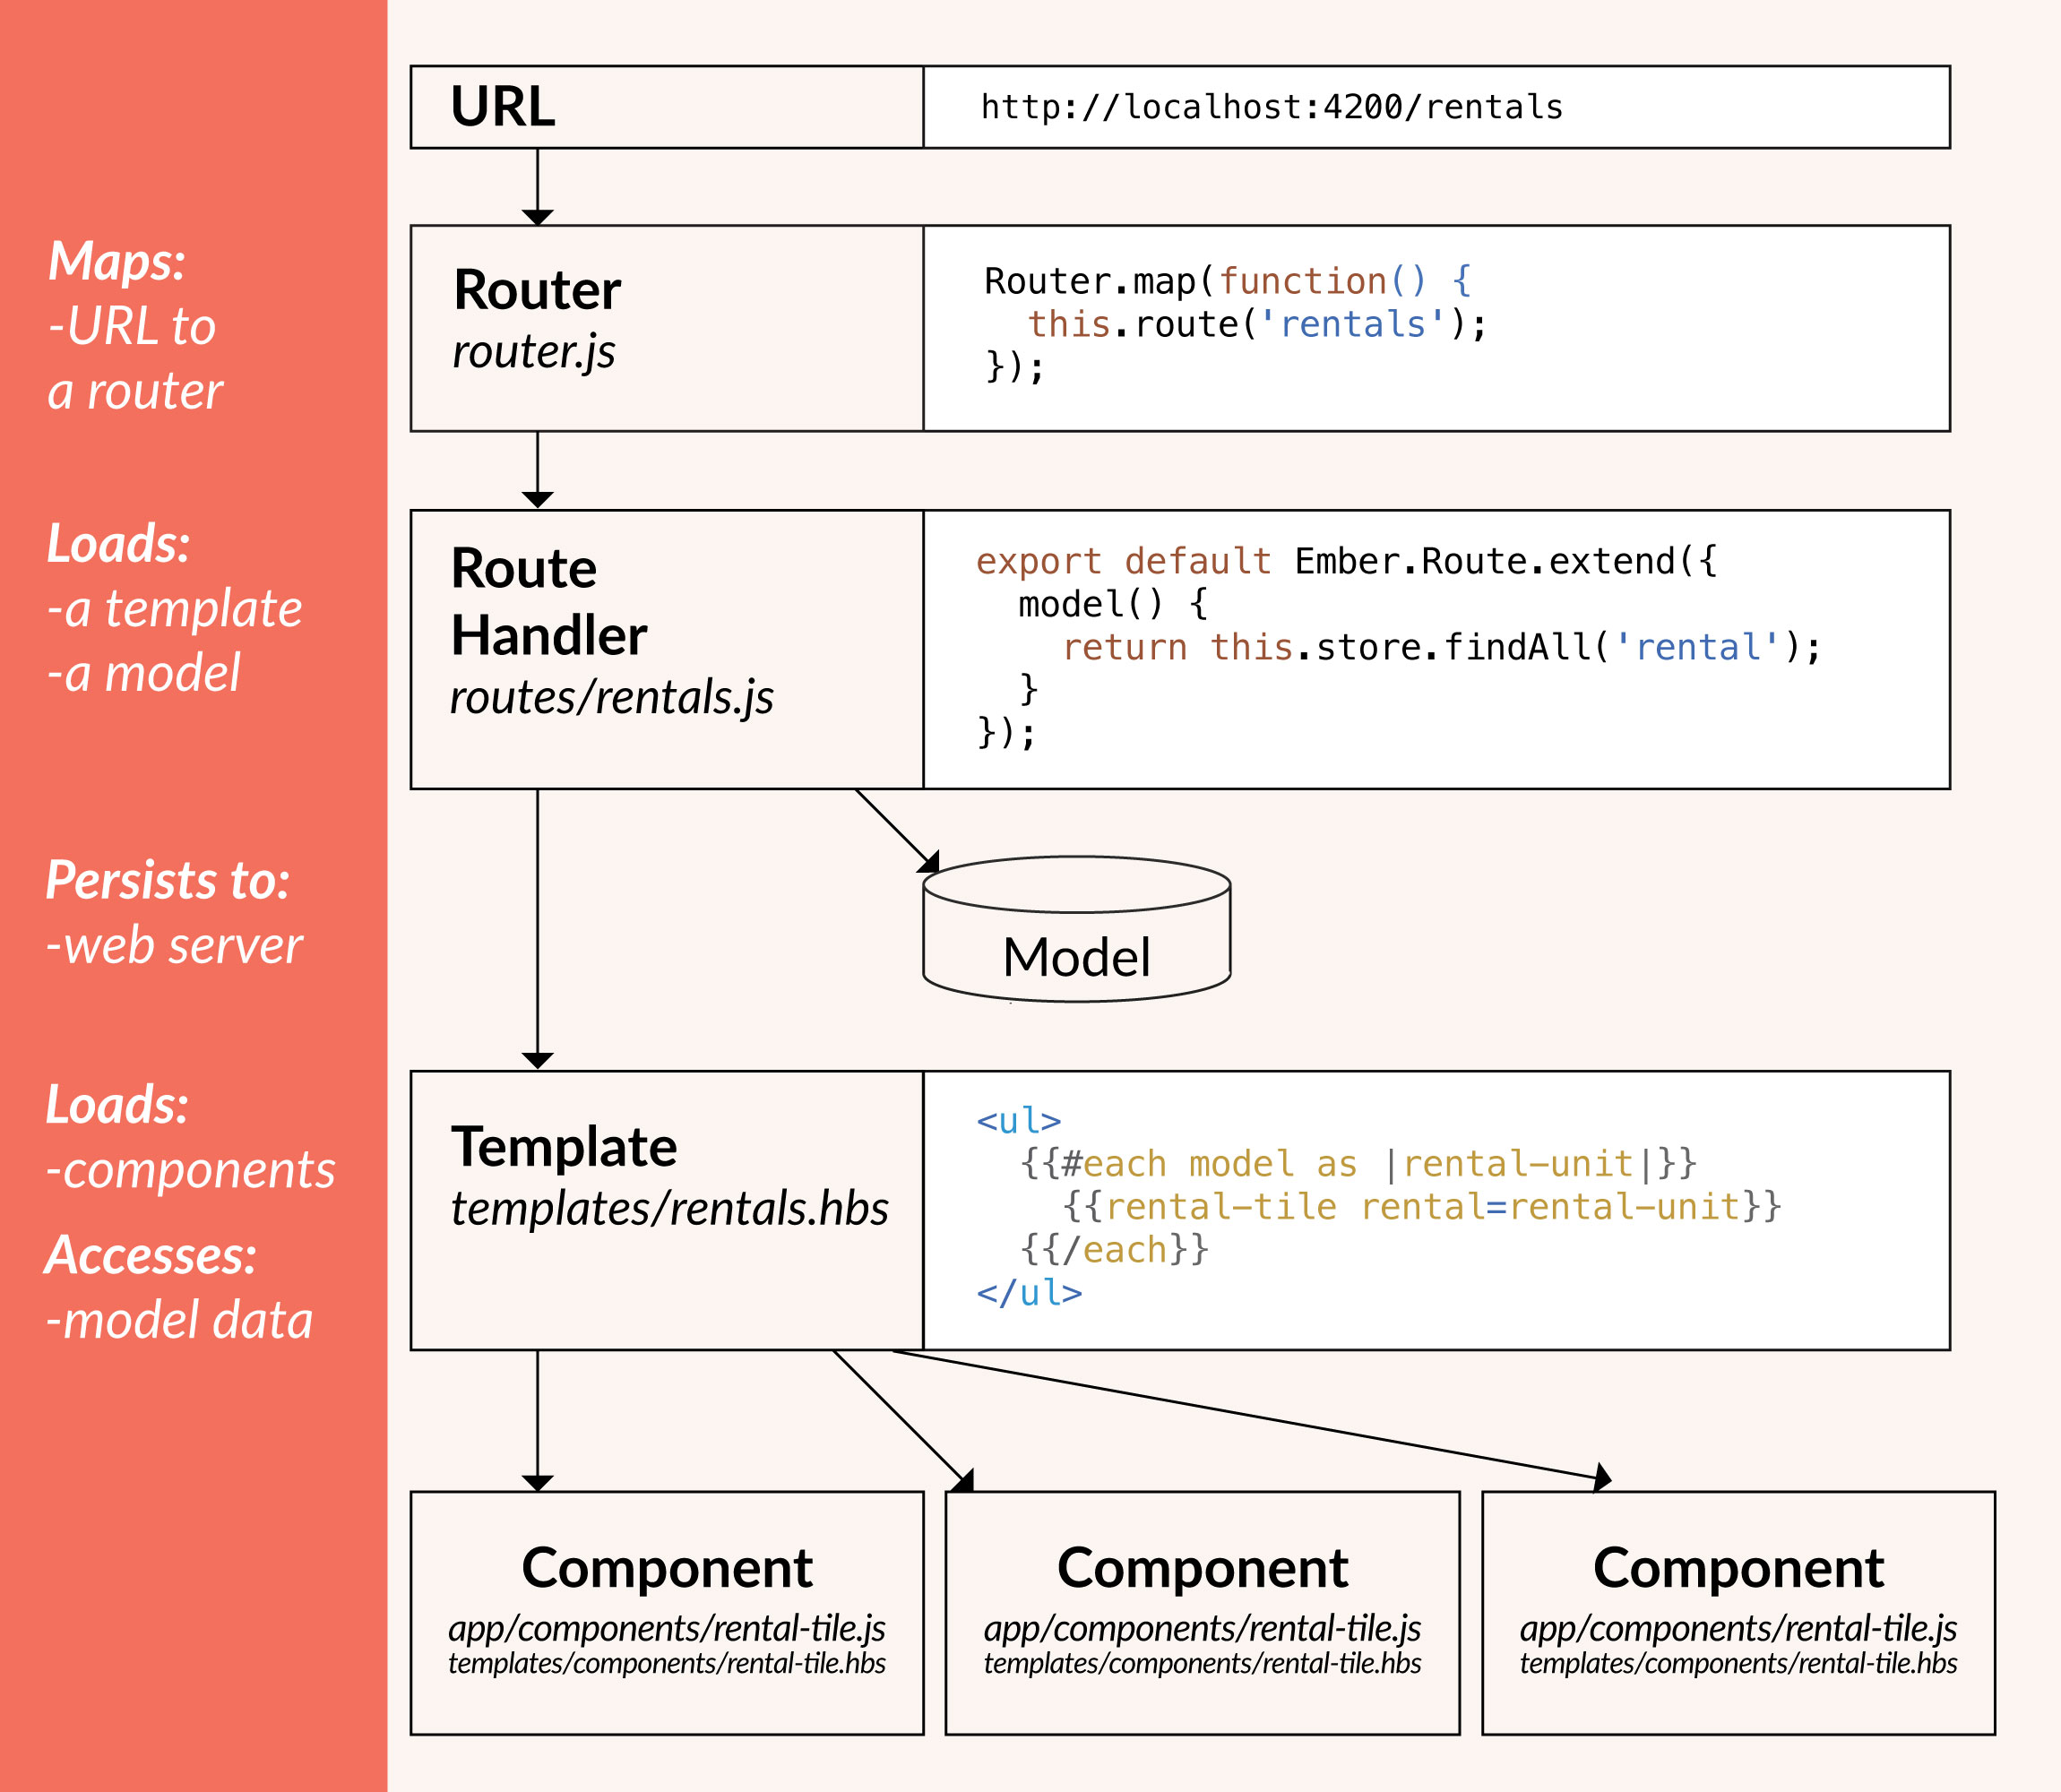 URL
http://localhost:4200/rentals
Maps:
-URL to
a router
Router
router.js
Router.map(function() {
  this.route('rentals');
});
Loads:
-a template
-a model
Route
Handler
routes/rentals.js
export default Ember.Route.extend({
  model() {
    return this.store.findAll('rental');
  }
});
Persists to:
-web server
Model
Loads:
-components
Accesses:
-model data
Template
templates/rentals.hbs
<ul>
  {{#each model as |rental-unit|}}
    {{rental-tile rental=rental-unit}}
  {{/each}}
</ul>
Component
app/components/rental-tile.js
templates/components/rental-tile.hbs
Component
app/components/rental-tile.js
templates/components/rental-tile.hbs
Component
app/components/rental-tile.js
templates/components/rental-tile.hbs